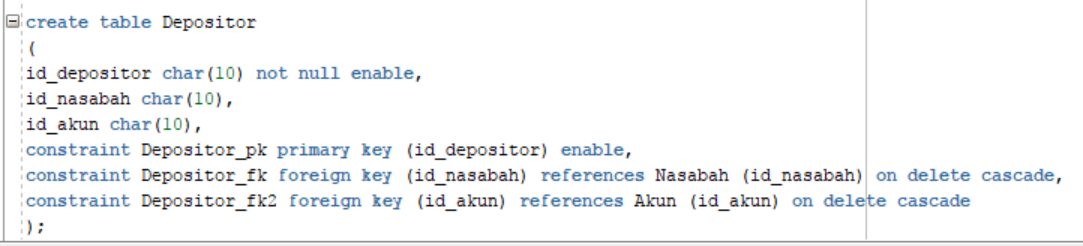 create table Depositor
(
id_depositor char(10) not null enable,
id_nasabah char(10),
id_akun char(10),
constraint Depositor_pk primary key (id_depositor) enable,
constraint Depositor_fk foreign key (id_nasabah) references Nasabah (id_nasabah) on delete cascade,
constraint Depositor_fk2 foreign key (id_akun) references Akun (id_akun) on delete cascade
);